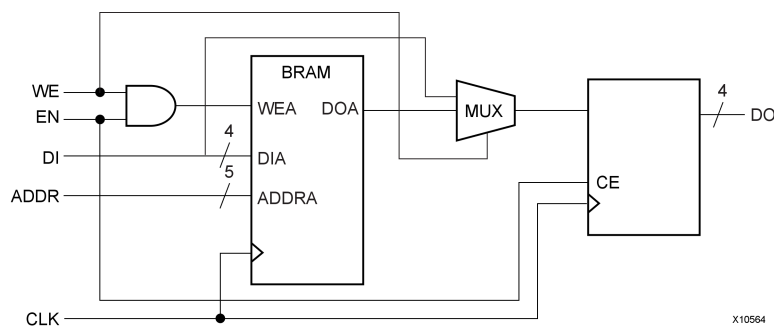 BRAM
WE
EN
DI
ADDR
CLK
WEA
DOA
4
DIA
5
ADDRA
MUX
CE
4
DO
X10564